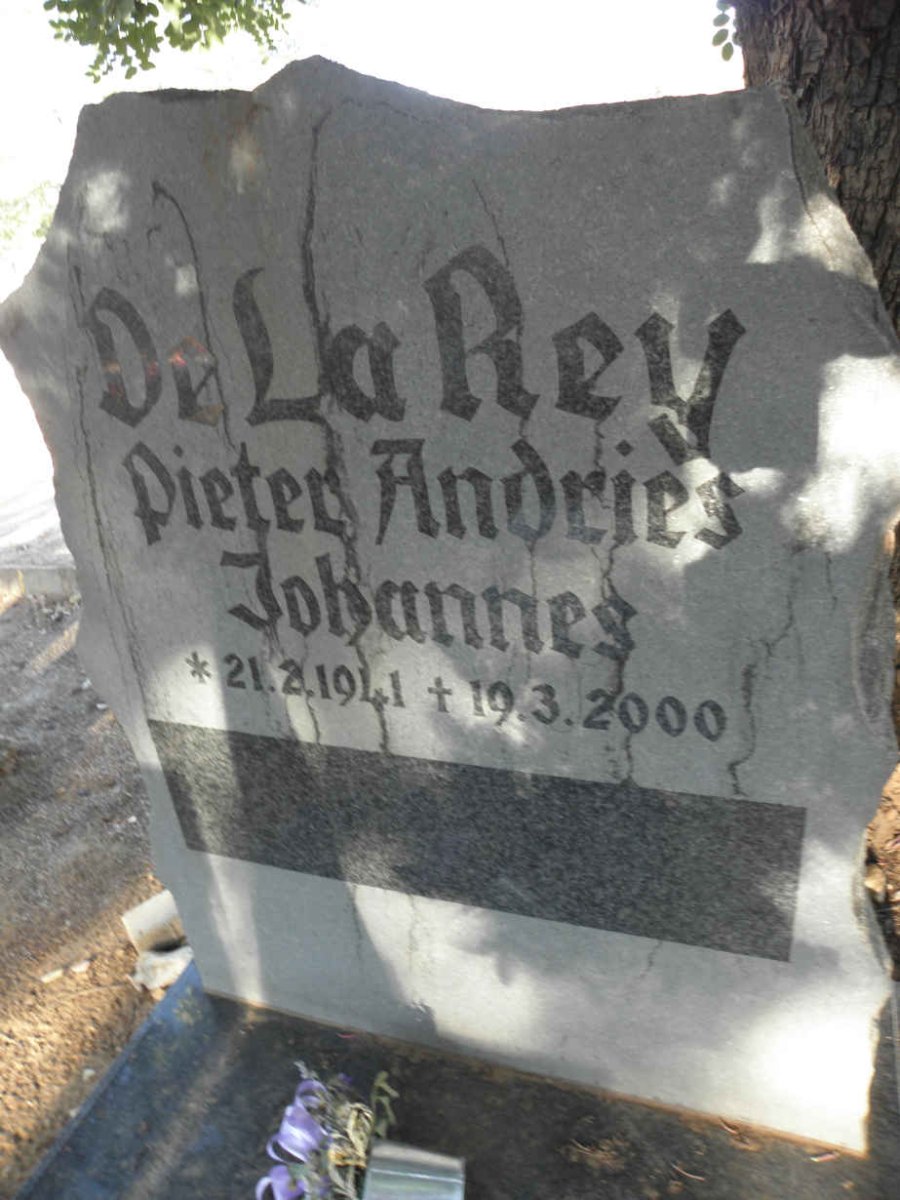 De La Rey
Pieter Andries
Johannes
* 21.2.1941 † 19.3.2000